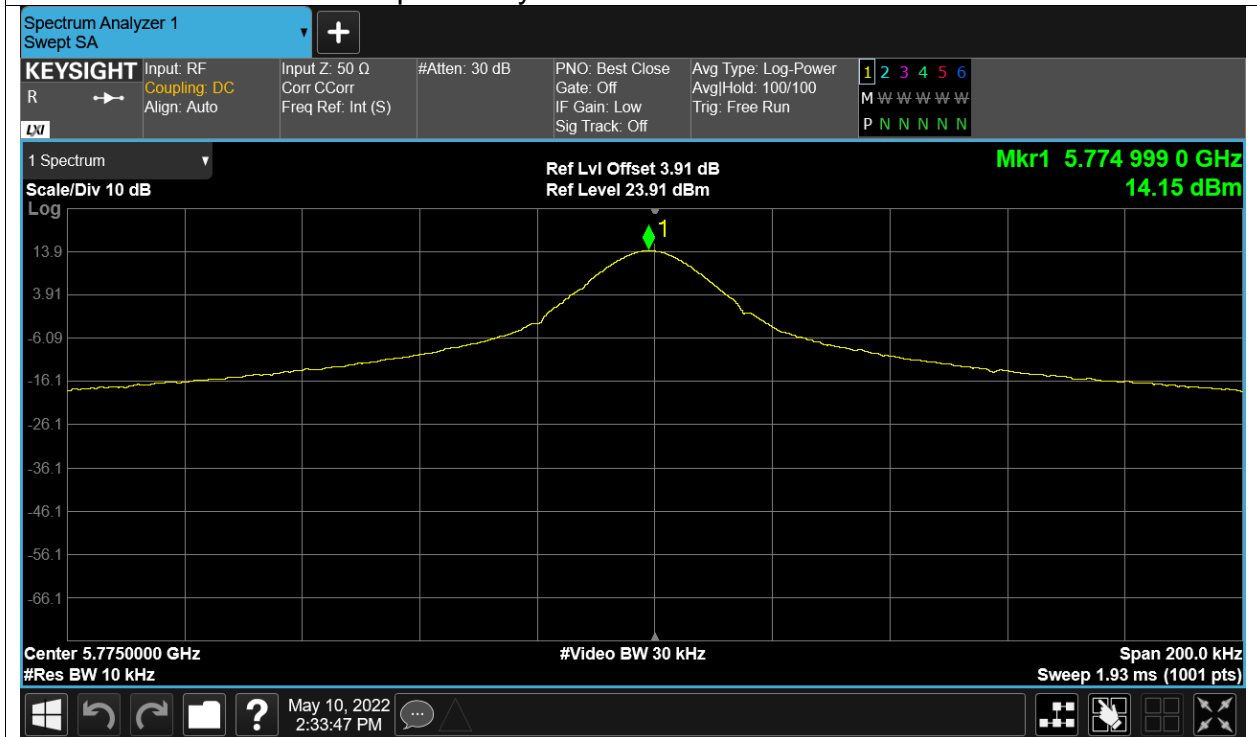 Spectrum Analyzer 1
Swept SA
+
KEYSIGHT
R
LXI
Input: RF
Coupling: DC
Align: Auto
Input Z: 50 Ω
Corr CCorr
Freq Ref: Int (S)
#Atten: 30 dB
PNO: Best Close
Gate: Off
IF Gain: Low
Sig Track: Off
Avg Type: Log-Power
Avg|Hold: 100/100
Trig: Free Run
1 2 3 4 5 6
M W W W W W
P N N N N N
1 Spectrum
Scale/Div 10 dB
Log
Ref Lvl Offset 3.91 dB
Ref Level 23.91 dBm
Mkr1 5.774 999 0 GHz
14.15 dBm
1
13.9
3.91
-6.09
-16.1
-26.1
-36.1
-46.1
-56.1
-66.1
Center 5.7750000 GHz
#Res BW 10 kHz
#Video BW 30 kHz
Span 200.0 kHz
Sweep 1.93 ms (1001 pts)
?
May 10, 2022
2:33:47 PM